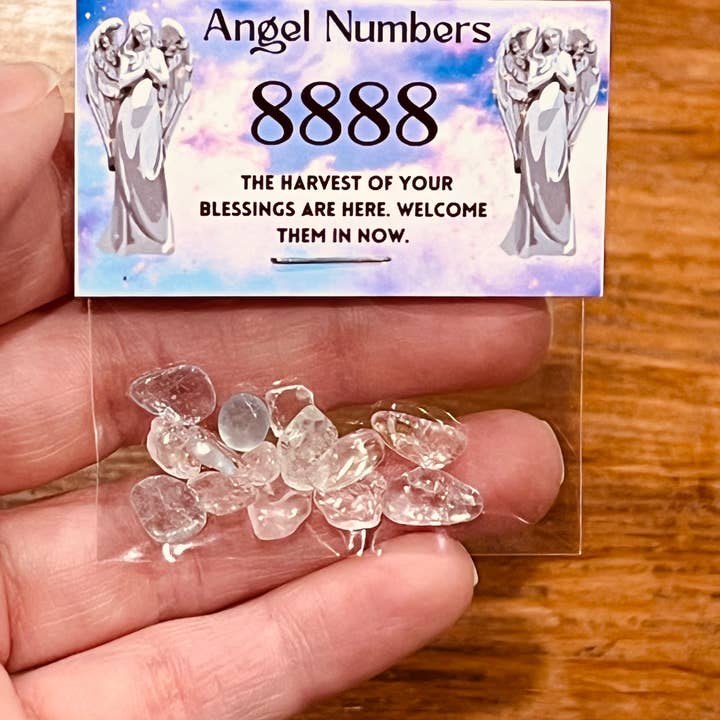 Angel Numbers
8888
THE HARVEST OF YOUR
BLESSINGS ARE HERE. WELCOME
THEM IN NOW.